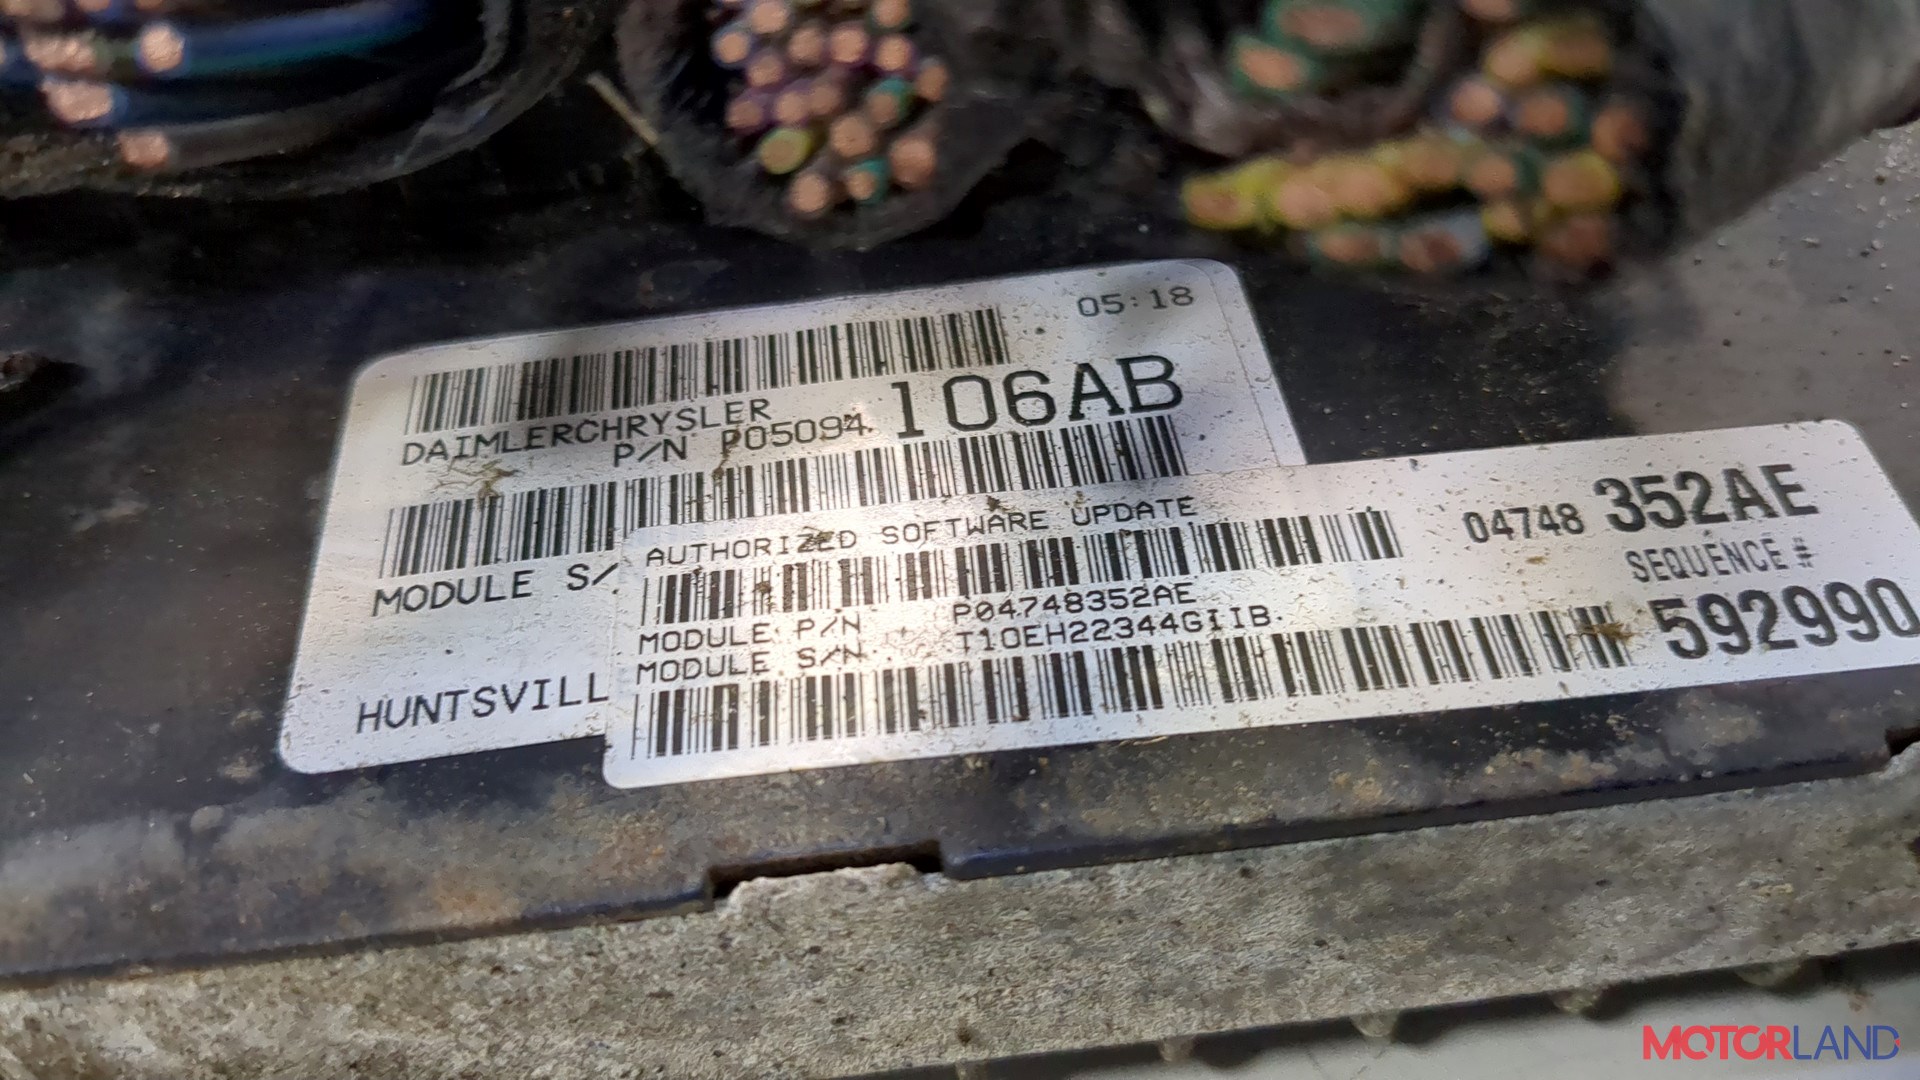 05:18
DAIMLERCHRYSLER
P/N P05094 106AB
MODULE S/
HUNTSVILL
AUTHORIZED SOFTWARE UPDATE
04748 352AE
SEQUENCE #
592990
MODULE P/N P04748352AE
MODULE S/N T10EH22344GIIB
MOTORLAND